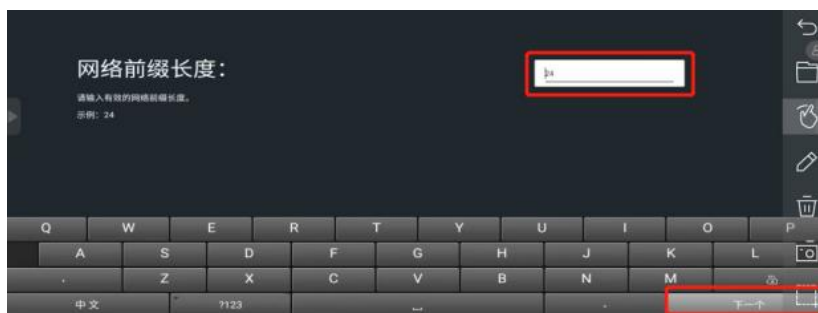 网络前缀长度：
24
请输入有效的网络前缀长度。
示例：24
Q W E R T Y U I O P
A S D F G H J K L
, Z X C V B N M
中文 ?123 . 下一个